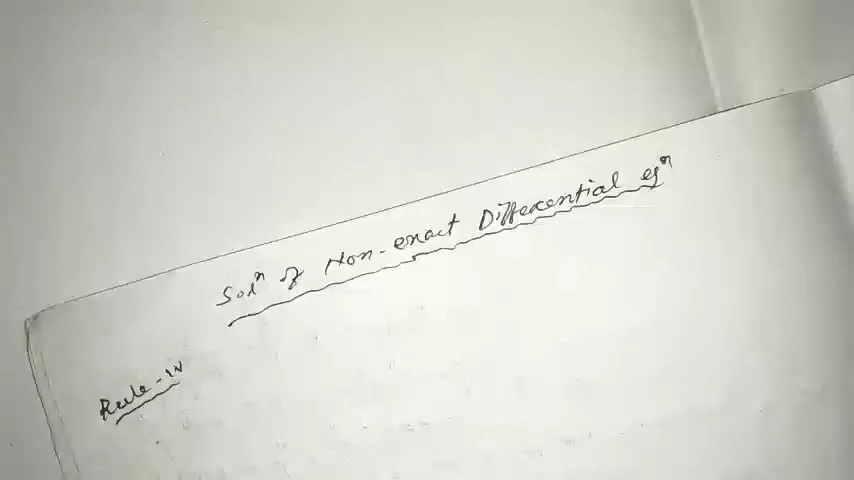 Solⁿ of Non-exact Differential eqⁿ
Rule-IV